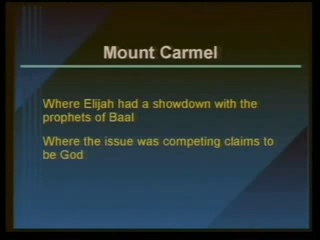 Mount Carmel
Where Elijah had a showdown with the
prophets of Baal
Where the issue was competing claims to
be God